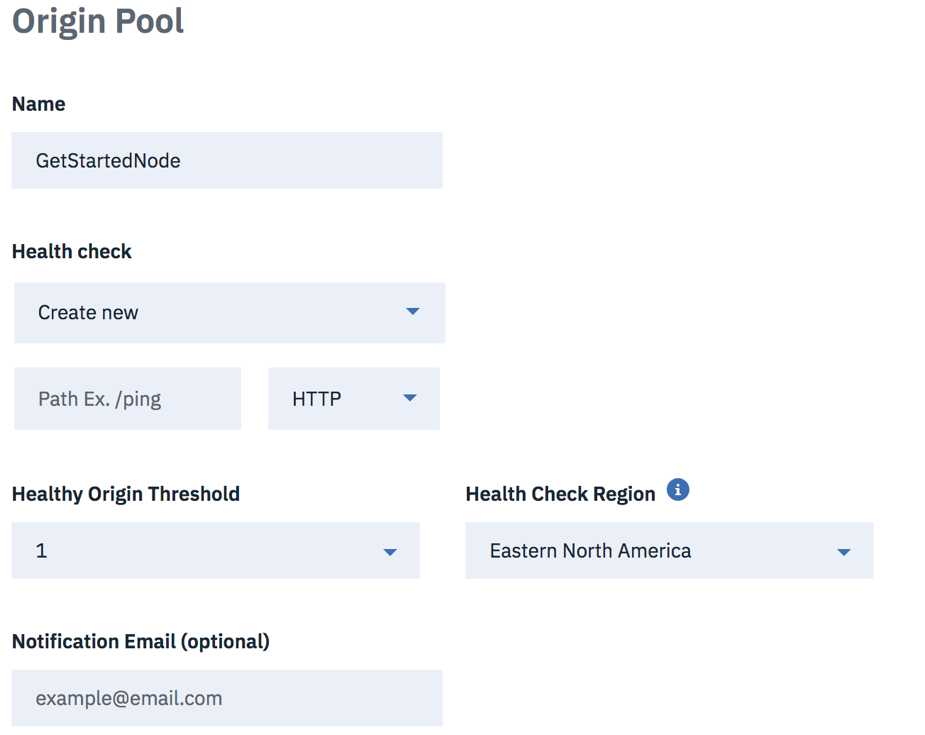 Origin Pool
Name
GetStartedNode
Health check
Create new
Path Ex. /ping
HTTP
Healthy Origin Threshold
Health Check Region
1
Eastern North America
Notification Email (optional)
example@email.com